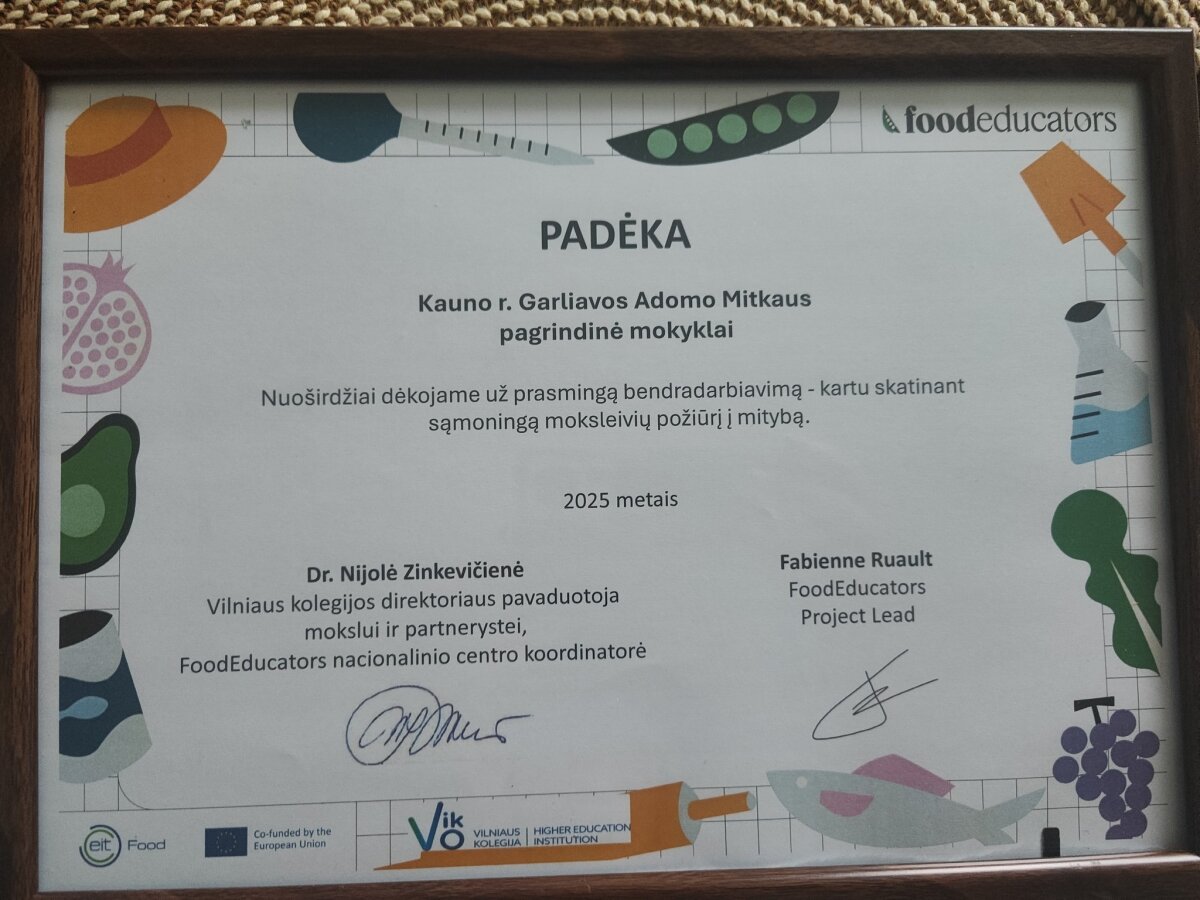 foodeducators
PADĖKA
Kauno r. Garliavos Adomo Mitkaus
pagrindinė mokyklai
Nuoširdžiai dėkojame už prasmingą bendradarbiavimą - kartu skatinant
sąmoningą moksleivių požiūrį į mitybą.
2025 metais
Dr. Nijolė Zinkevičienė
Vilniaus kolegijos direktoriaus pavaduotoja
mokslui ir partnerystei,
FoodEducators nacionalinio centro koordinatorė
Fabienne Ruault
FoodEducators
Project Lead
eit Food
Co-funded by the
European Union
Viko
VILNIAUS
KOLEGIJA
HIGHER EDUCATION
INSTITUTION